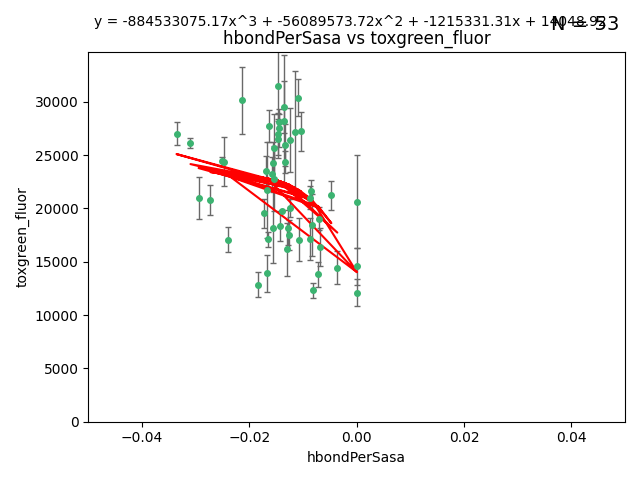 y = -884533075.17x^3 + -56089573.72x^2 + -1215331.31x + 14048.92
N = 53
hbondPerSasa vs toxgreen_fluor
30000
25000
20000
15000
10000
5000
0
toxgreen_fluor
−0.04 −0.02 0.00 0.02 0.04
hbondPerSasa